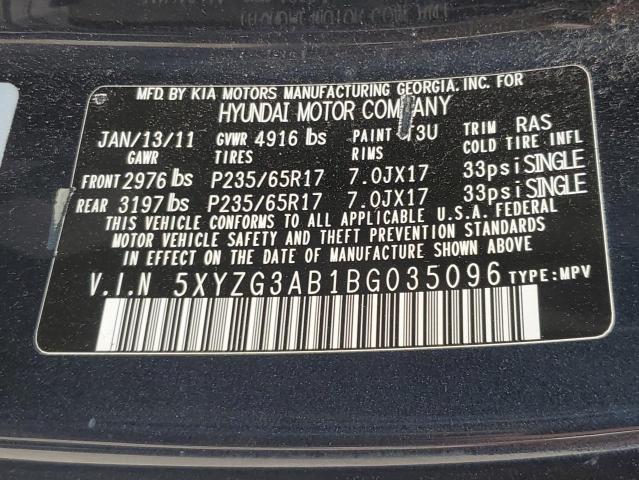 MFD. BY KIA MOTORS MANUFACTURING GEORGIA. INC. FOR
HYUNDAI MOTOR COMPANY
JAN/13/11 GVWR 4916 lbs PAINT T3U TRIM RAS
GAWR TIRES RIMS COLD TIRE INFL
FRONT 2976 lbs P235/65R17 7.0JX17 33psi SINGLE
REAR 3197 lbs P235/65R17 7.0JX17 33psi SINGLE
THIS VEHICLE CONFORMS TO ALL APPLICABLE U.S.A. FEDERAL
MOTOR VEHICLE SAFETY AND THEFT PREVENTION STANDARDS
IN EFFECT ON THE DATE OF MANUFACTURE SHOWN ABOVE.
V.I.N 5XYZG3AB1BG035096 TYPE:MPV